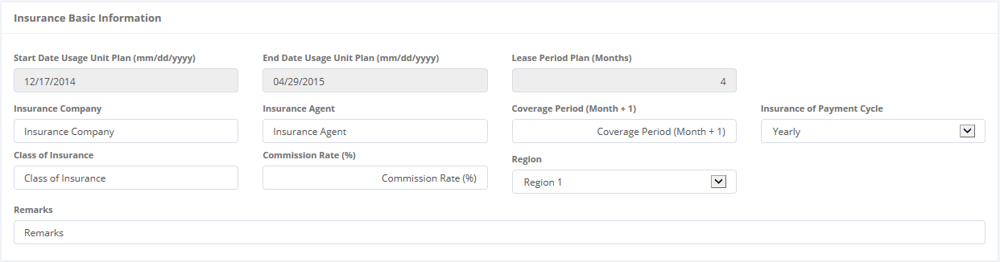 Insurance Basic Information
Start Date Usage Unit Plan (mm/dd/yyyy) End Date Usage Unit Plan (mm/dd/yyyy) Lease Period Plan (Months)
12/17/2014 04/29/2015 4
Insurance Company Insurance Agent Coverage Period (Month + 1) Insurance of Payment Cycle
Insurance Company Insurance Agent Coverage Period (Month + 1) Yearly
Class of Insurance Commission Rate (%) Region
Class of Insurance Commission Rate (%) Region 1
Remarks
Remarks